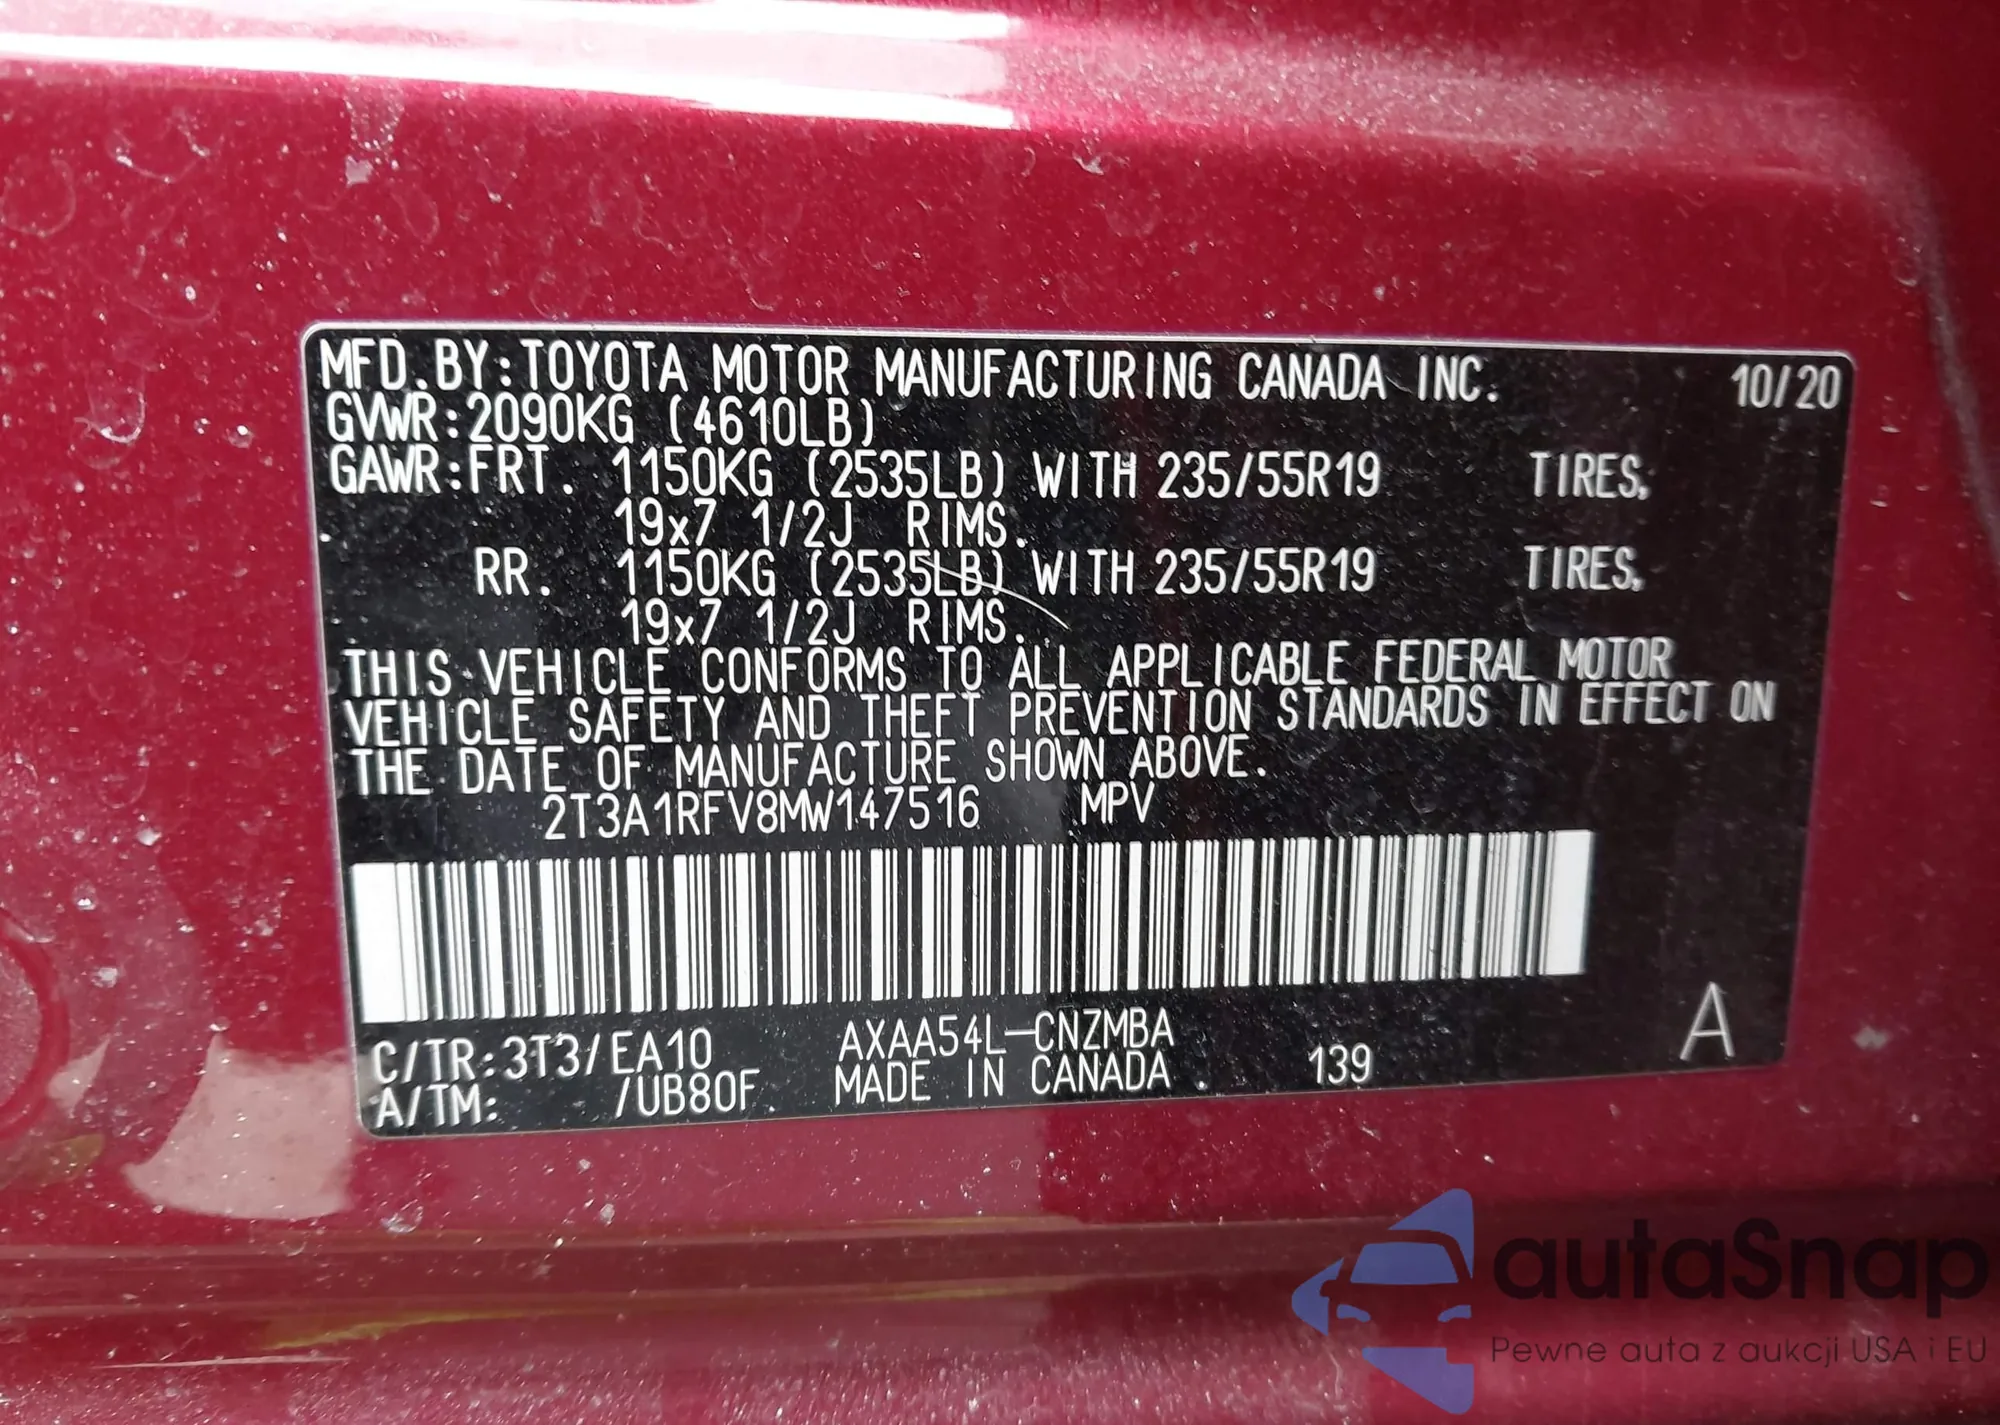 MFD.BY:TOYOTA MOTOR MANUFACTURING CANADA INC. 10/20
GVWR:2090KG (4610LB)
GAWR:FRT. 1150KG (2535LB) WITH 235/55R19 TIRES,
19x7 1/2J RIMS.
RR. 1150KG (2535LB) WITH 235/55R19 TIRES,
19x7 1/2J RIMS.
THIS VEHICLE CONFORMS TO ALL APPLICABLE FEDERAL MOTOR
VEHICLE SAFETY AND THEFT PREVENTION STANDARDS IN EFFECT ON
THE DATE OF MANUFACTURE SHOWN ABOVE.
2T3A1RFV8MW147516 MPV
C/TR:3T3/EA10 AXAA54L-CNZMBA
A/TM: /UB80F MADE IN CANADA . 139 A
autaSnap
Pewne auta z aukcji USA i EU